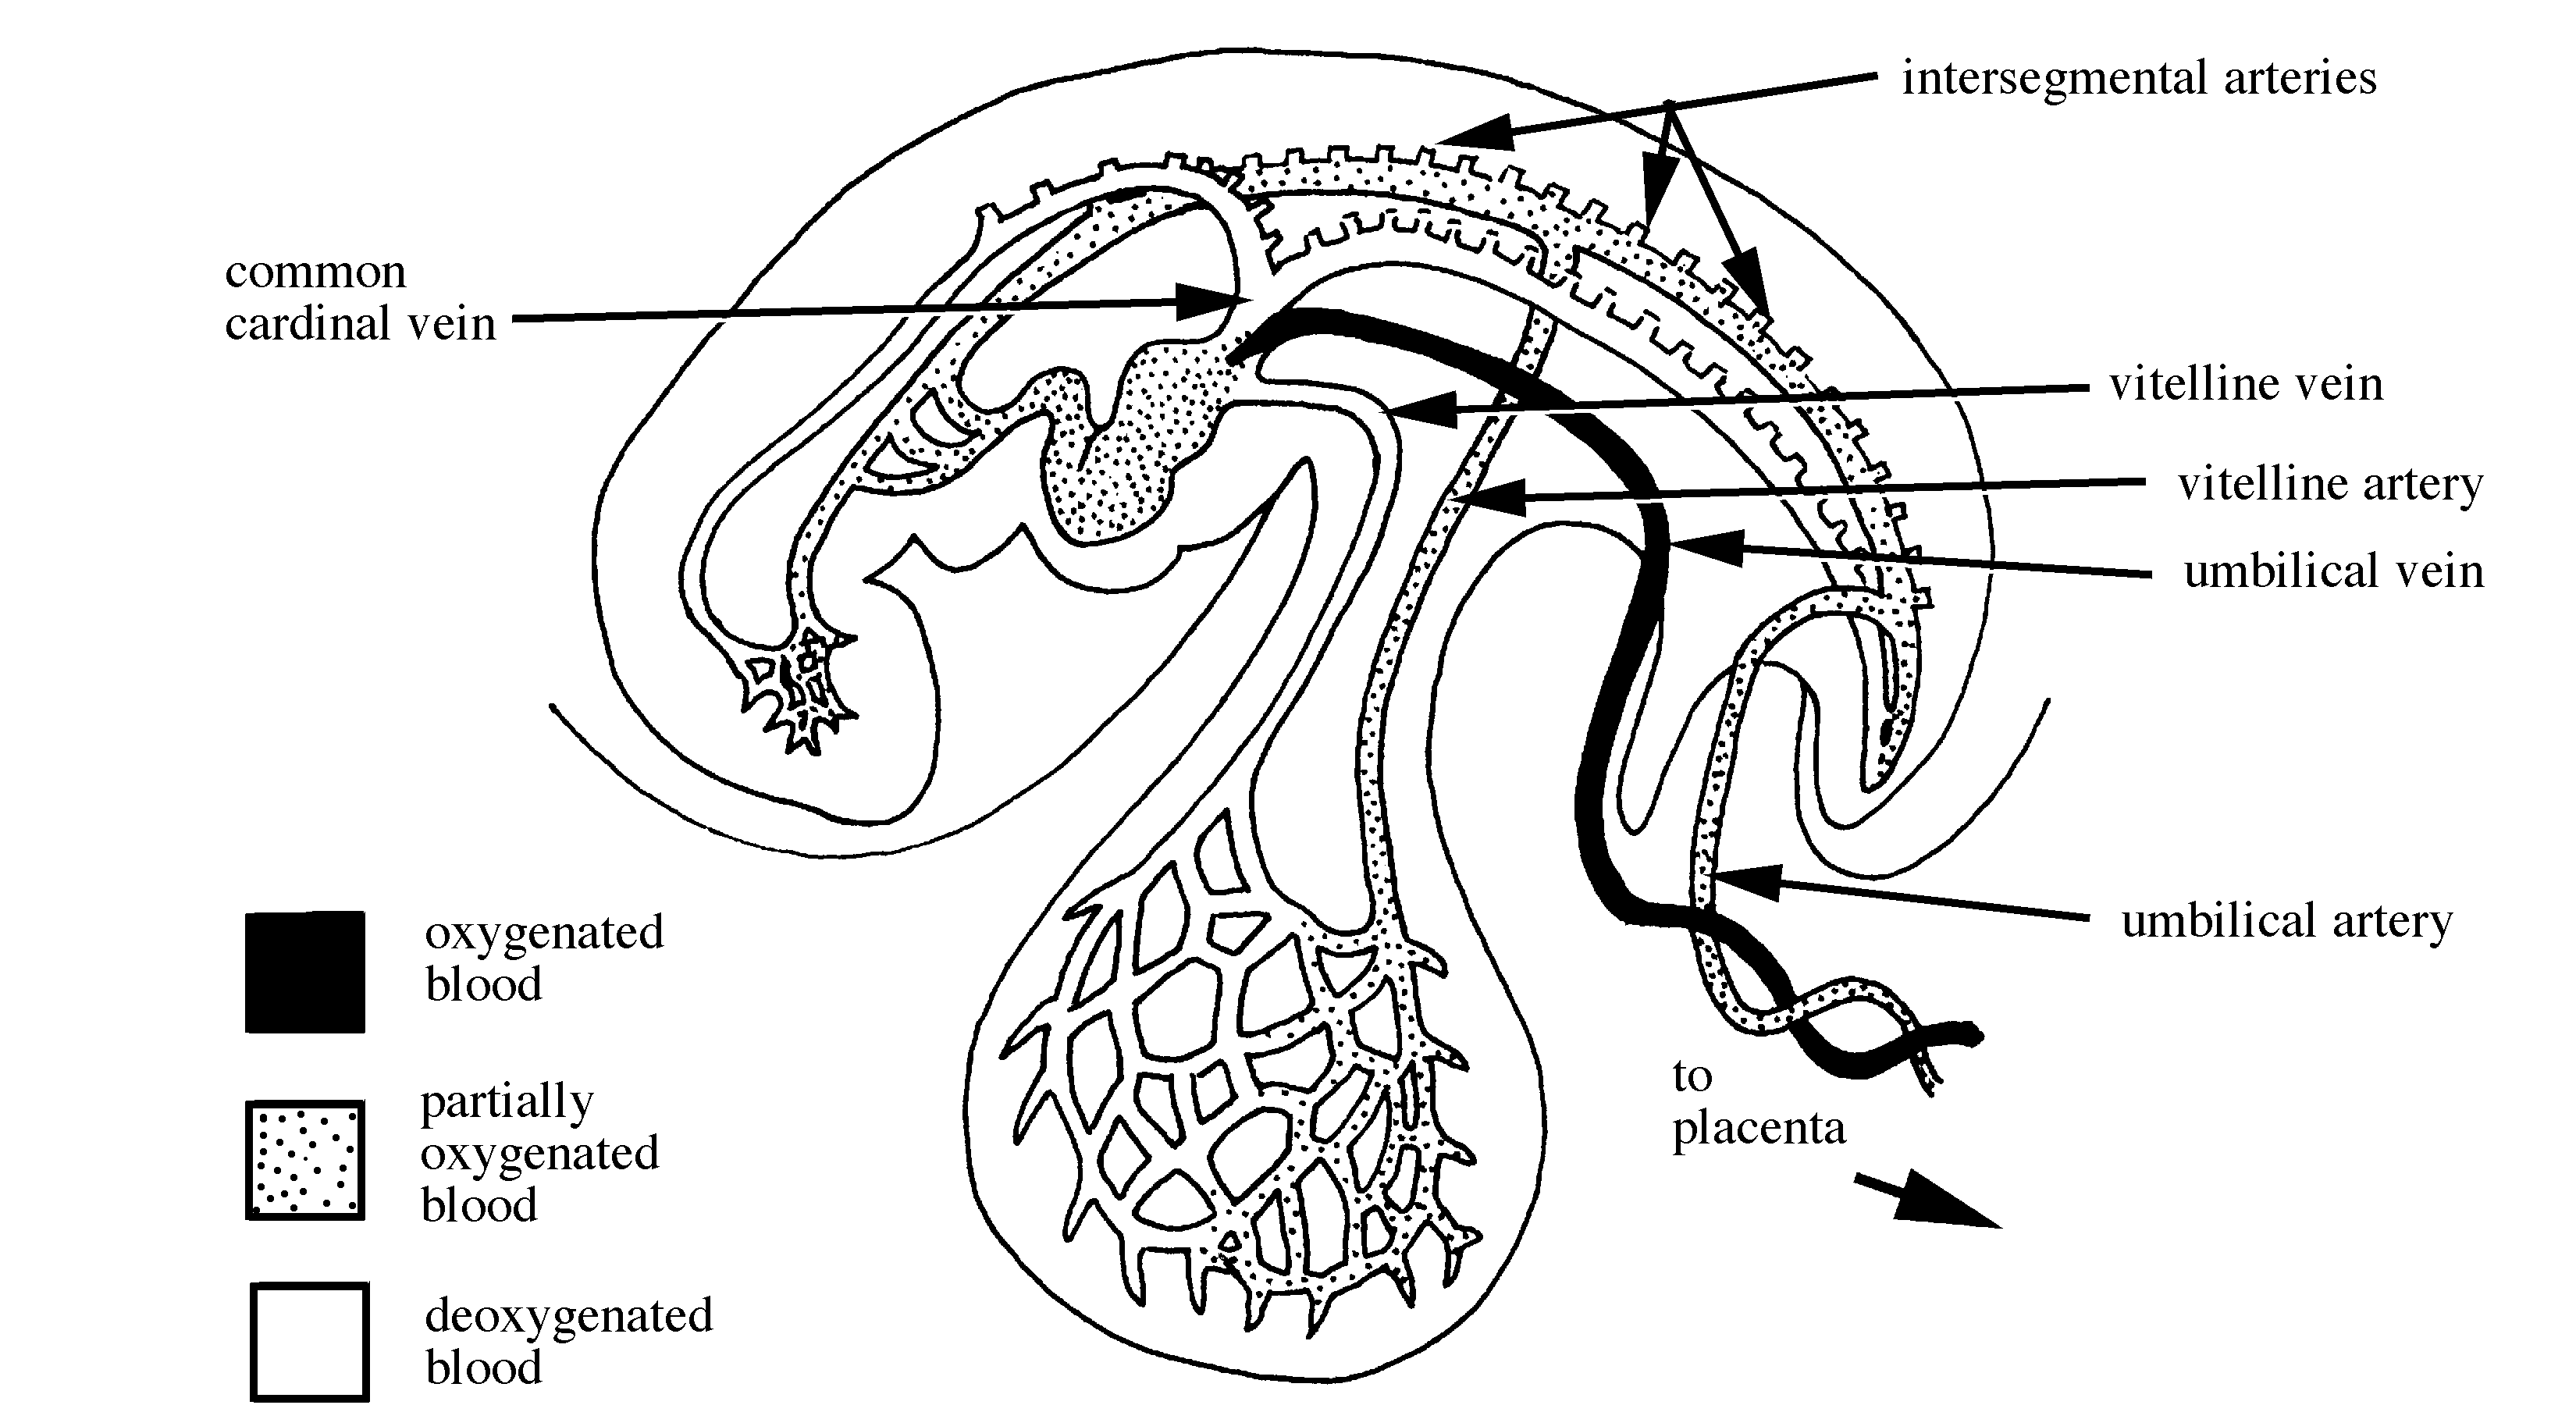 intersegmental arteries
common
cardinal vein
vitelline vein
vitelline artery
umbilical vein
umbilical artery
oxygenated
blood
partially
oxygenated
blood
deoxygenated
blood
to
placenta